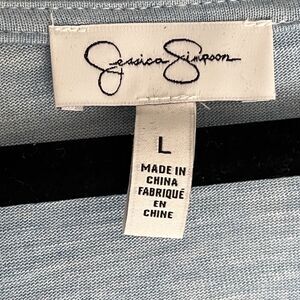 Jessica Simpson
L
MADE IN
CHINA
FABRIQUÉ
EN
CHINE